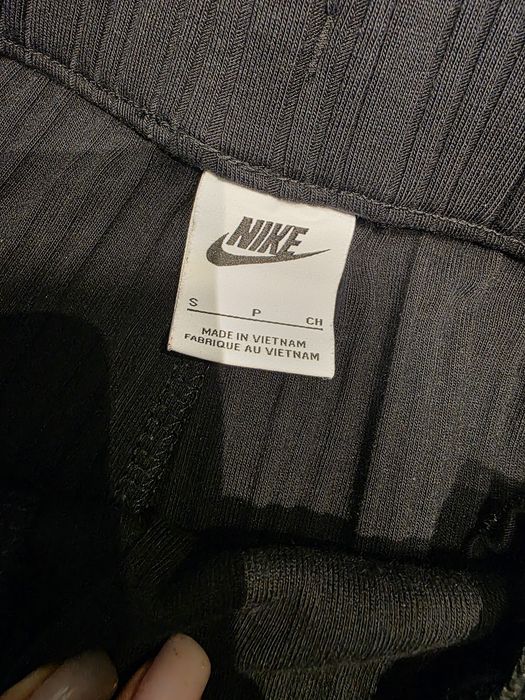 NIKE
S P CH
MADE IN VIETNAM
FABRIQUE AU VIETNAM